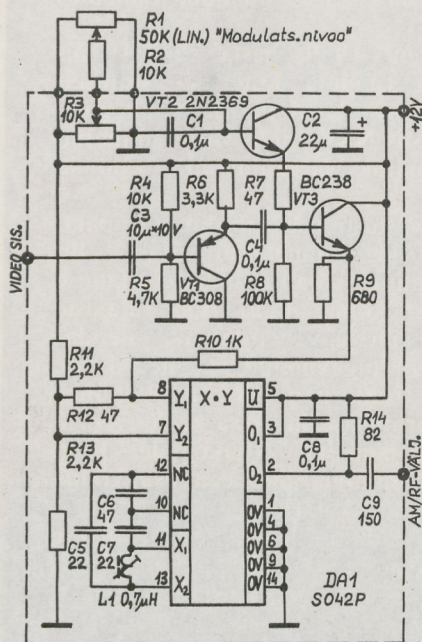 R1
50K (LIN.) "Modulats.nivoo"
R2
10K
R3
10K
VT2 2N2369
C1
0,1µ
C2
22µ
+
+12V
R4
10K
R6
3,3K
R7
47
BC238
VT3
C3
10µ*10V
VIDEO SIS.
C4
0,1µ
R5
4,7K
VT1
BC308
R8
100K
R9
680
R10 1K
R11
2,2K
R12 47
8 Y1 X·Y U 5
7 Y2 O1 3
R13
2,2K
12 NC O2 2
10 NC OV 1
11 X1 OV 4
OV 6
OV 9
13 X2 OV 14
C6
47
C5
22
C7
22
L1 0,7µH
C8
0,1µ
R14
82
C9
150
AM/RF-VÄLJ.
DA1
S042P